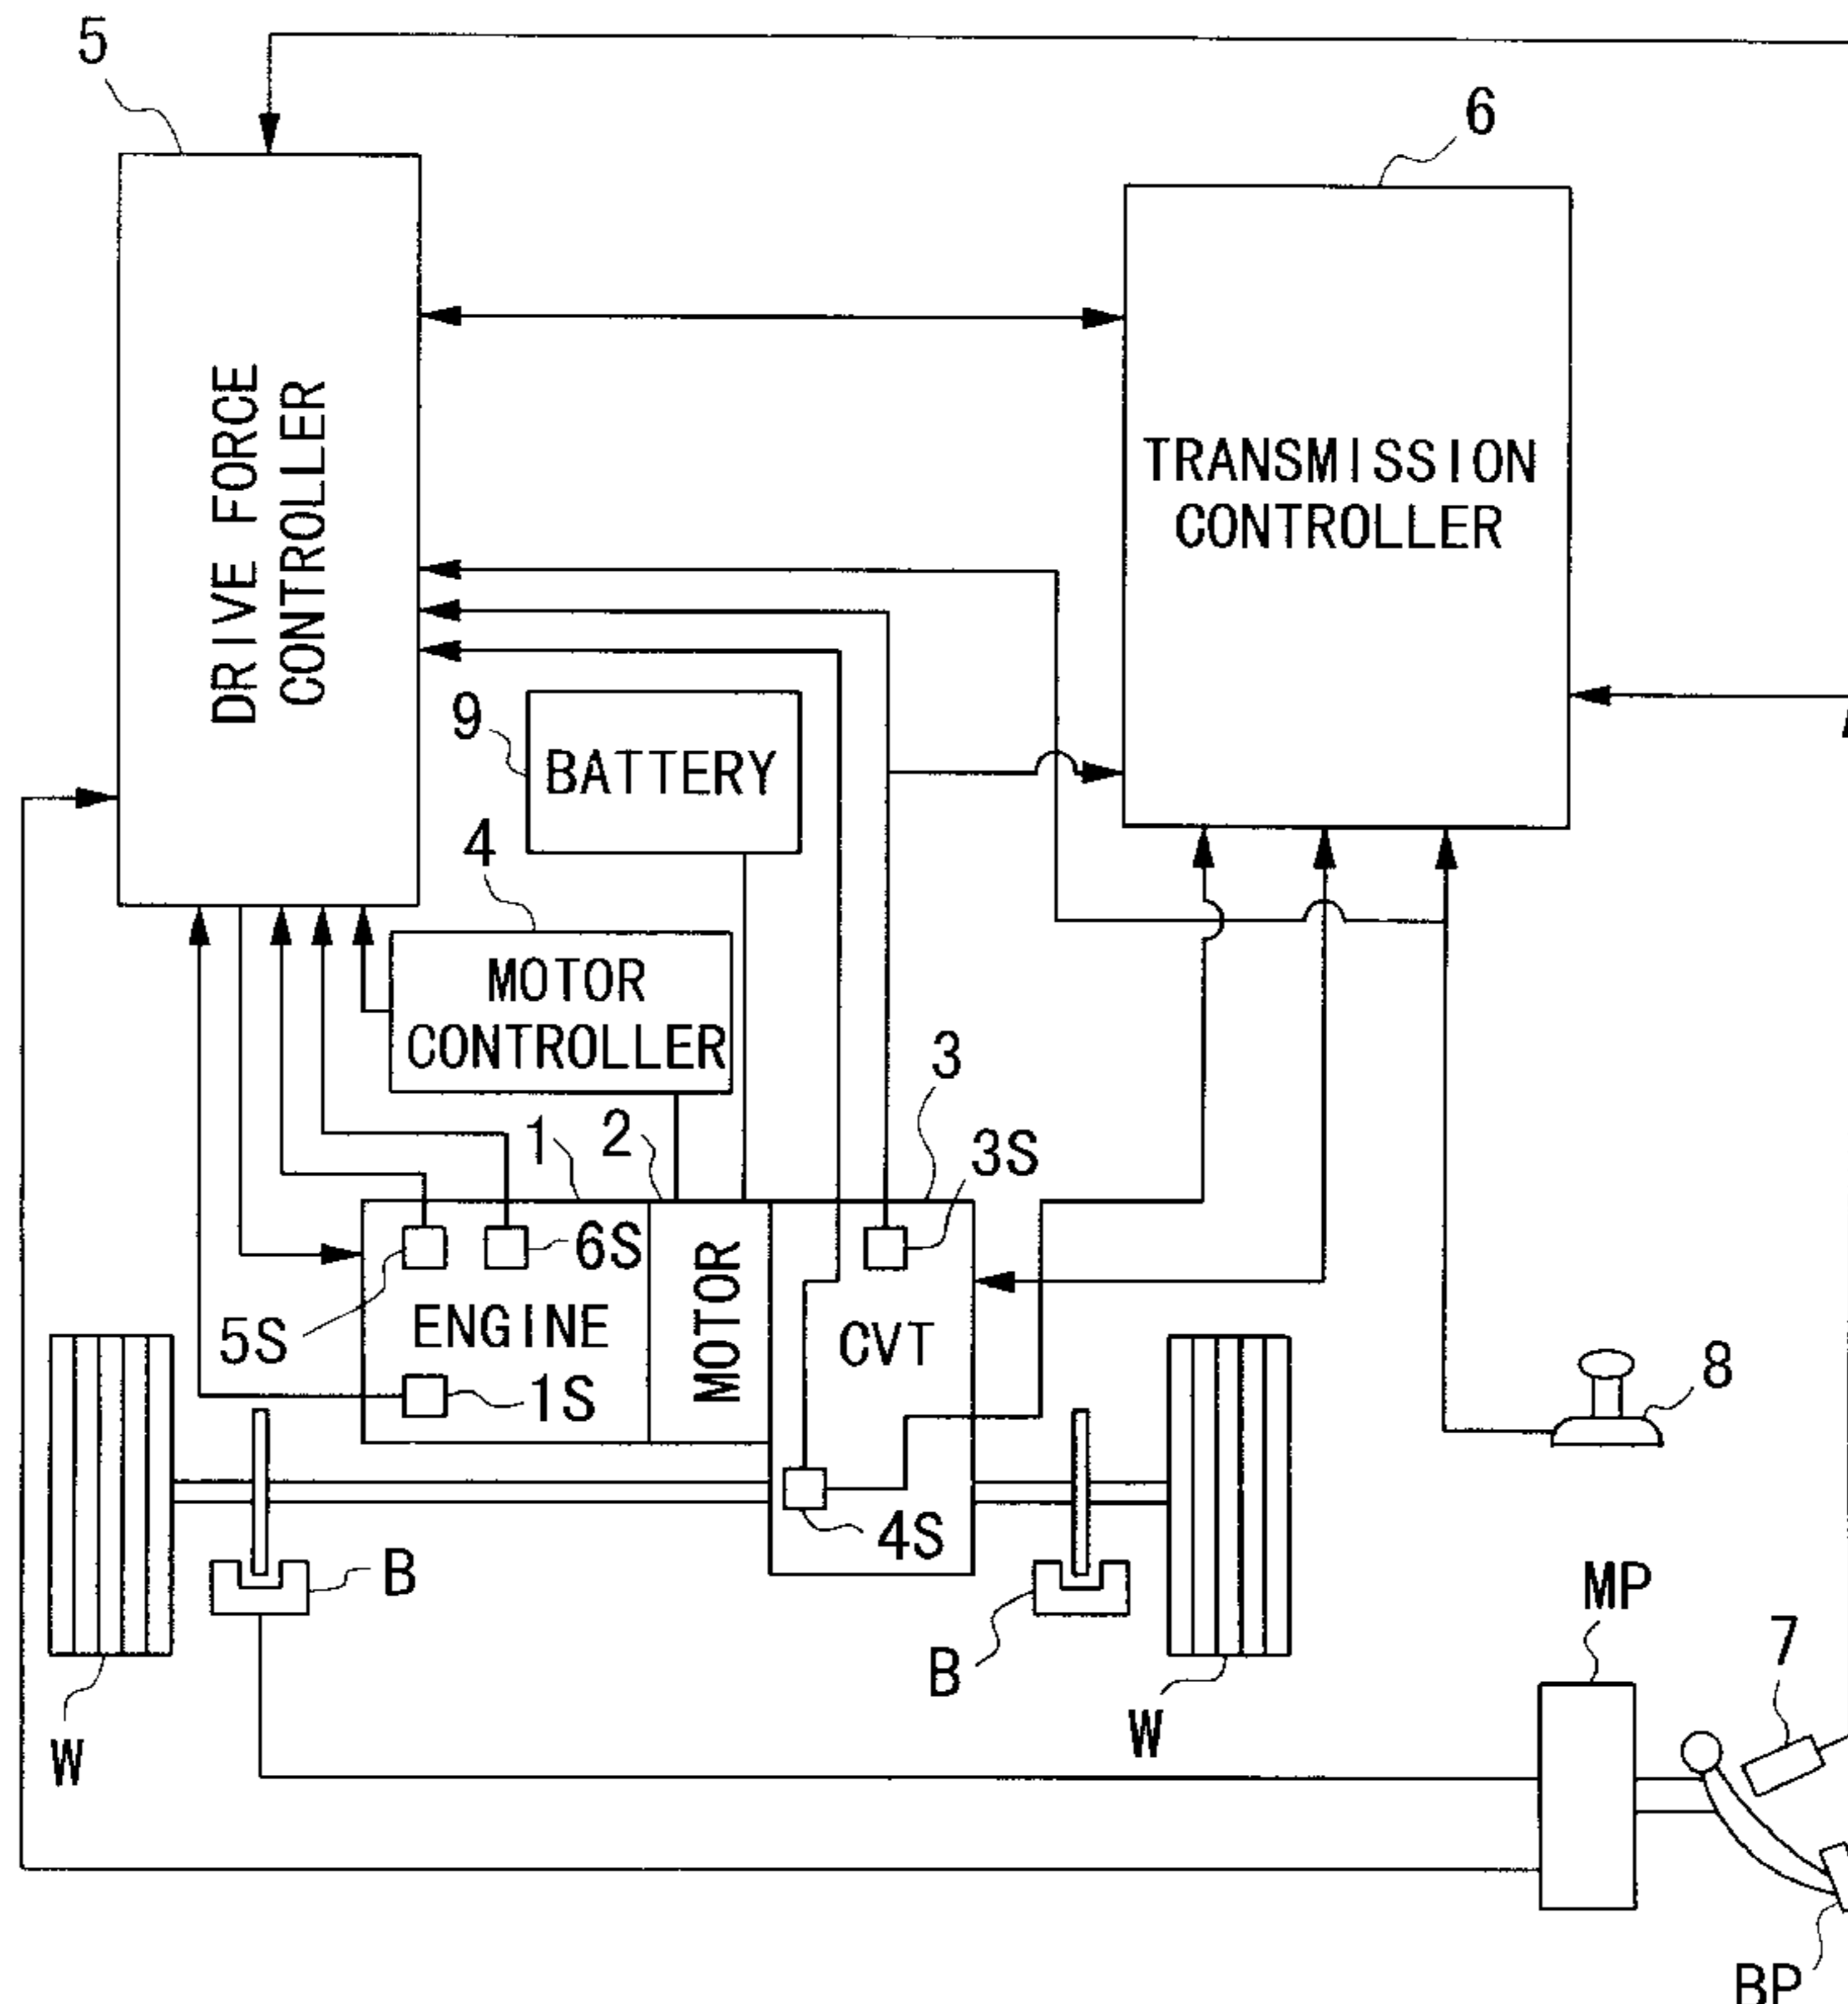 5
6
DRIVE FORCE
CONTROLLER
TRANSMISSION
CONTROLLER
9
BATTERY
4
MOTOR
CONTROLLER
3
1
2
3S
6S
5S
ENGINE
MOTOR
CVT
1S
8
4S
B
B
MP
7
W
W
BP